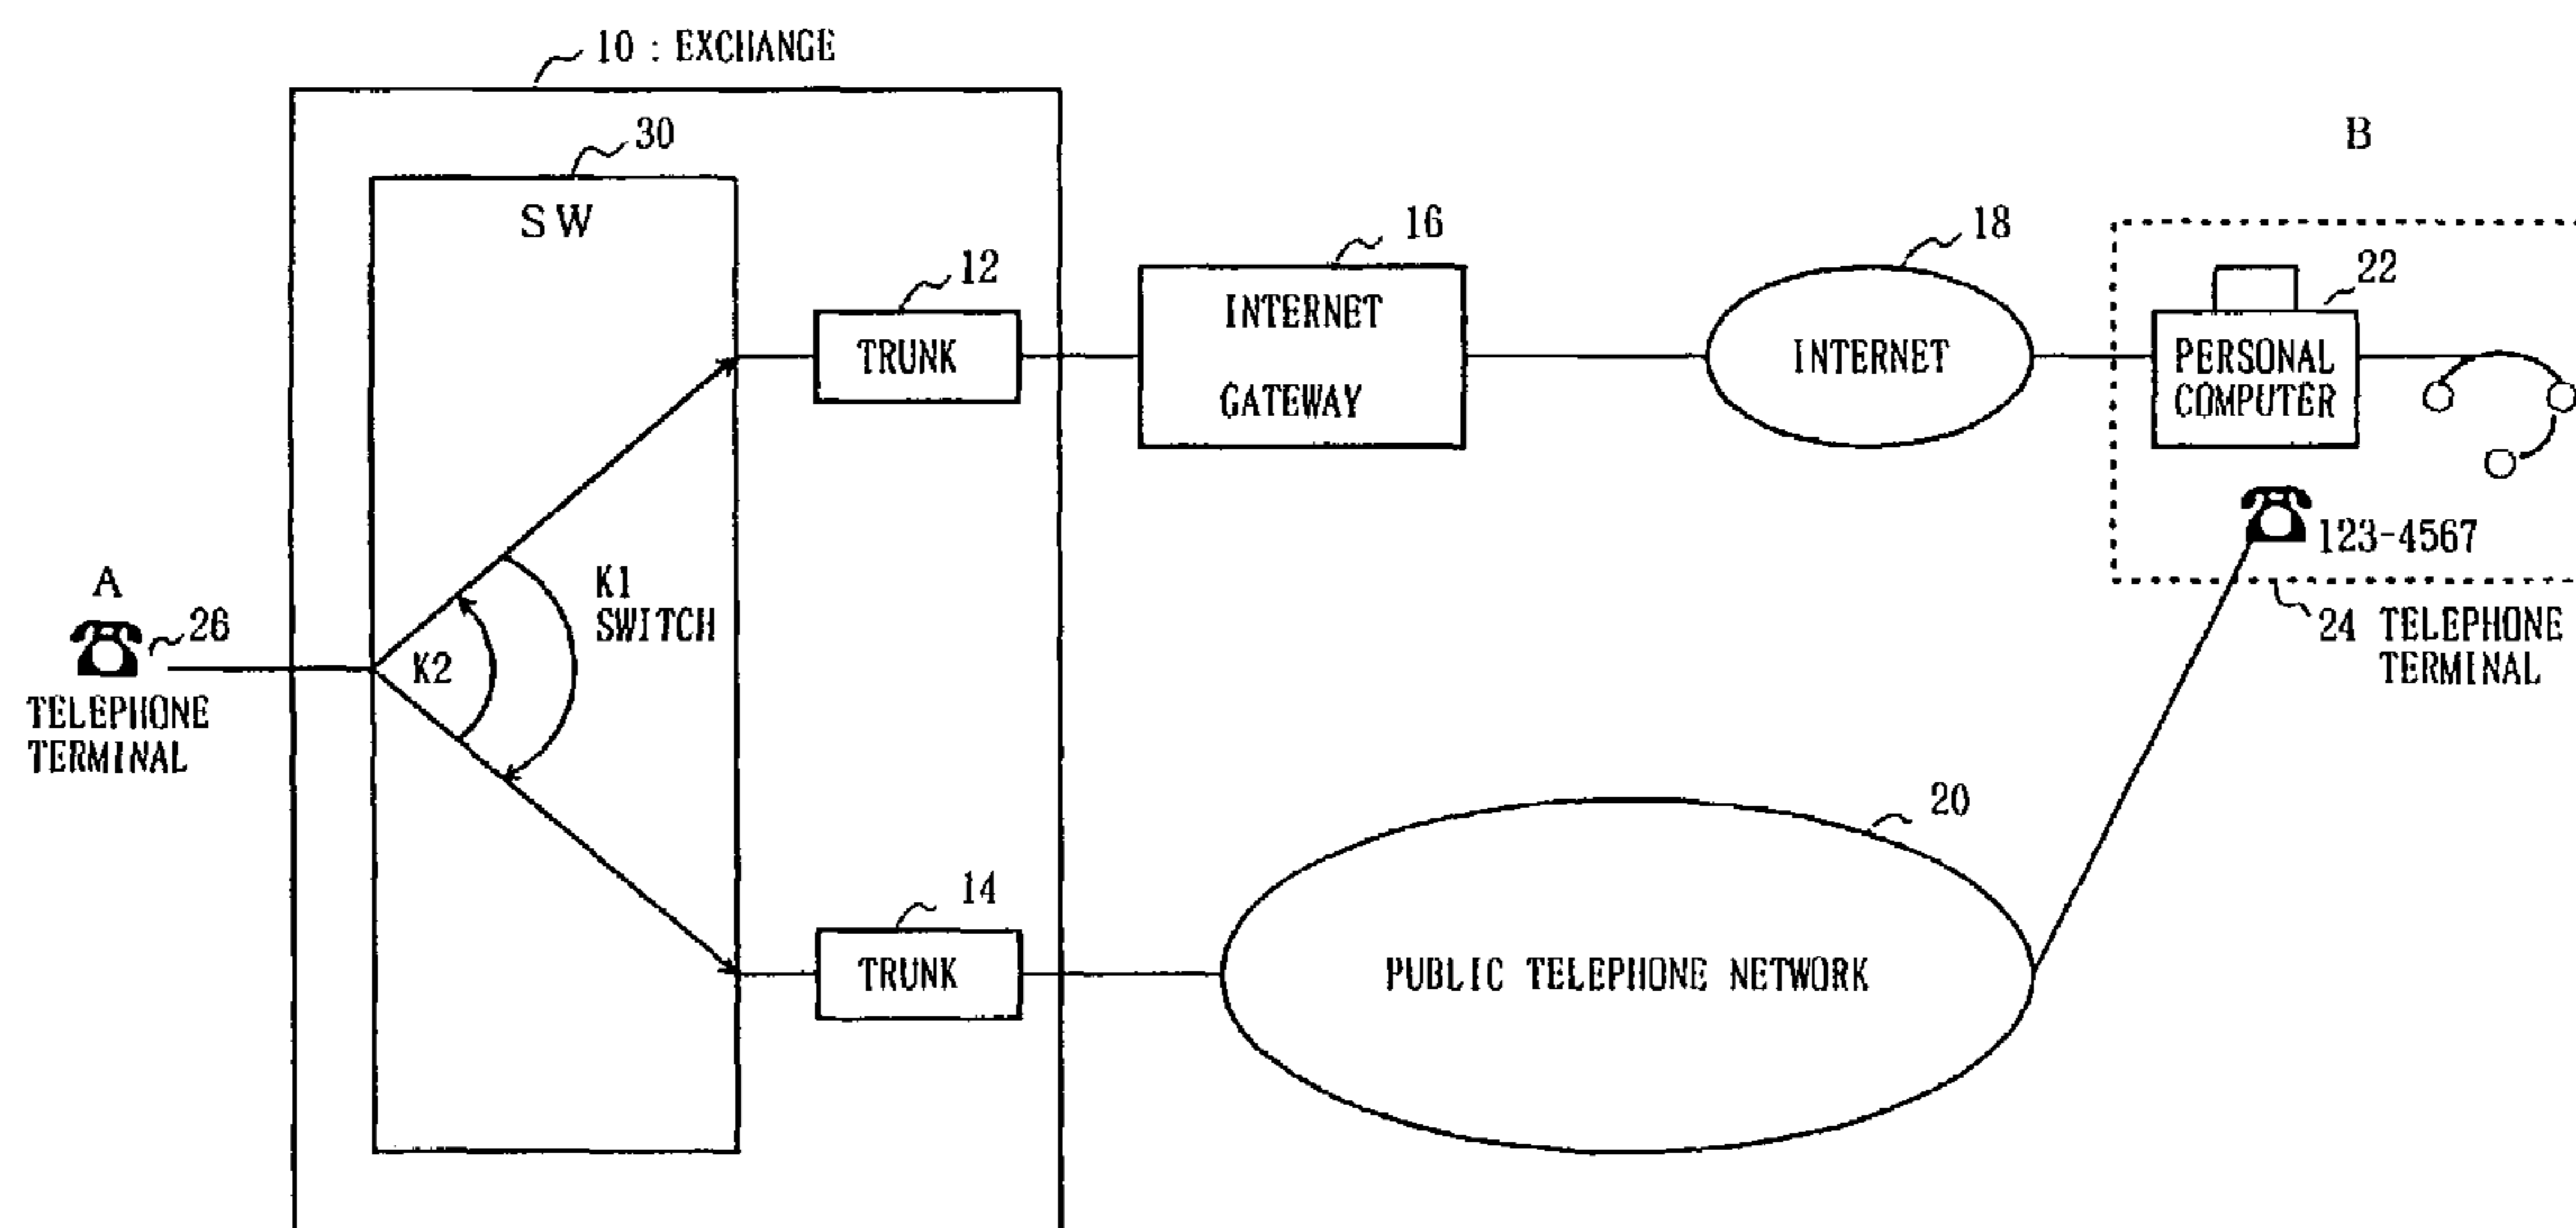 10 : EXCHANGE
30
SW
B
16
18
12
22
INTERNET
GATEWAY
TRUNK
INTERNET
PERSONAL
COMPUTER
123-4567
A
26
K1
SWITCH
K2
24 TELEPHONE
TERMINAL
TELEPHONE
TERMINAL
20
14
TRUNK
PUBLIC TELEPHONE NETWORK